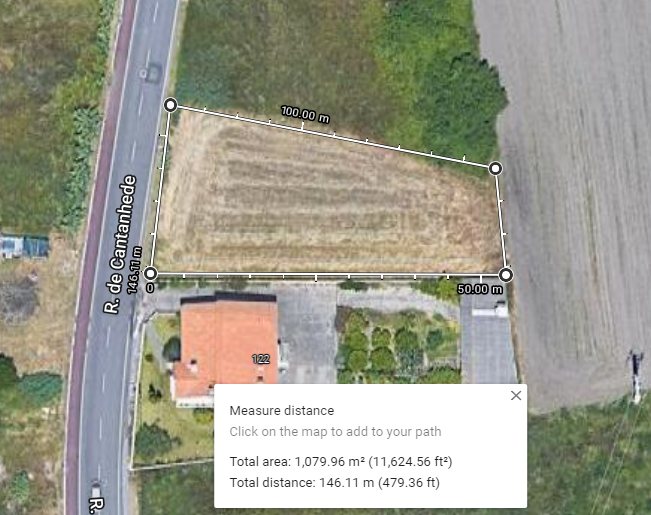 100.00 m
R. de Cantanhede
146.11 m
0
50.00 m
122
Measure distance
Click on the map to add to your path
Total area: 1,079.96 m² (11,624.56 ft²)
Total distance: 146.11 m (479.36 ft)
R.